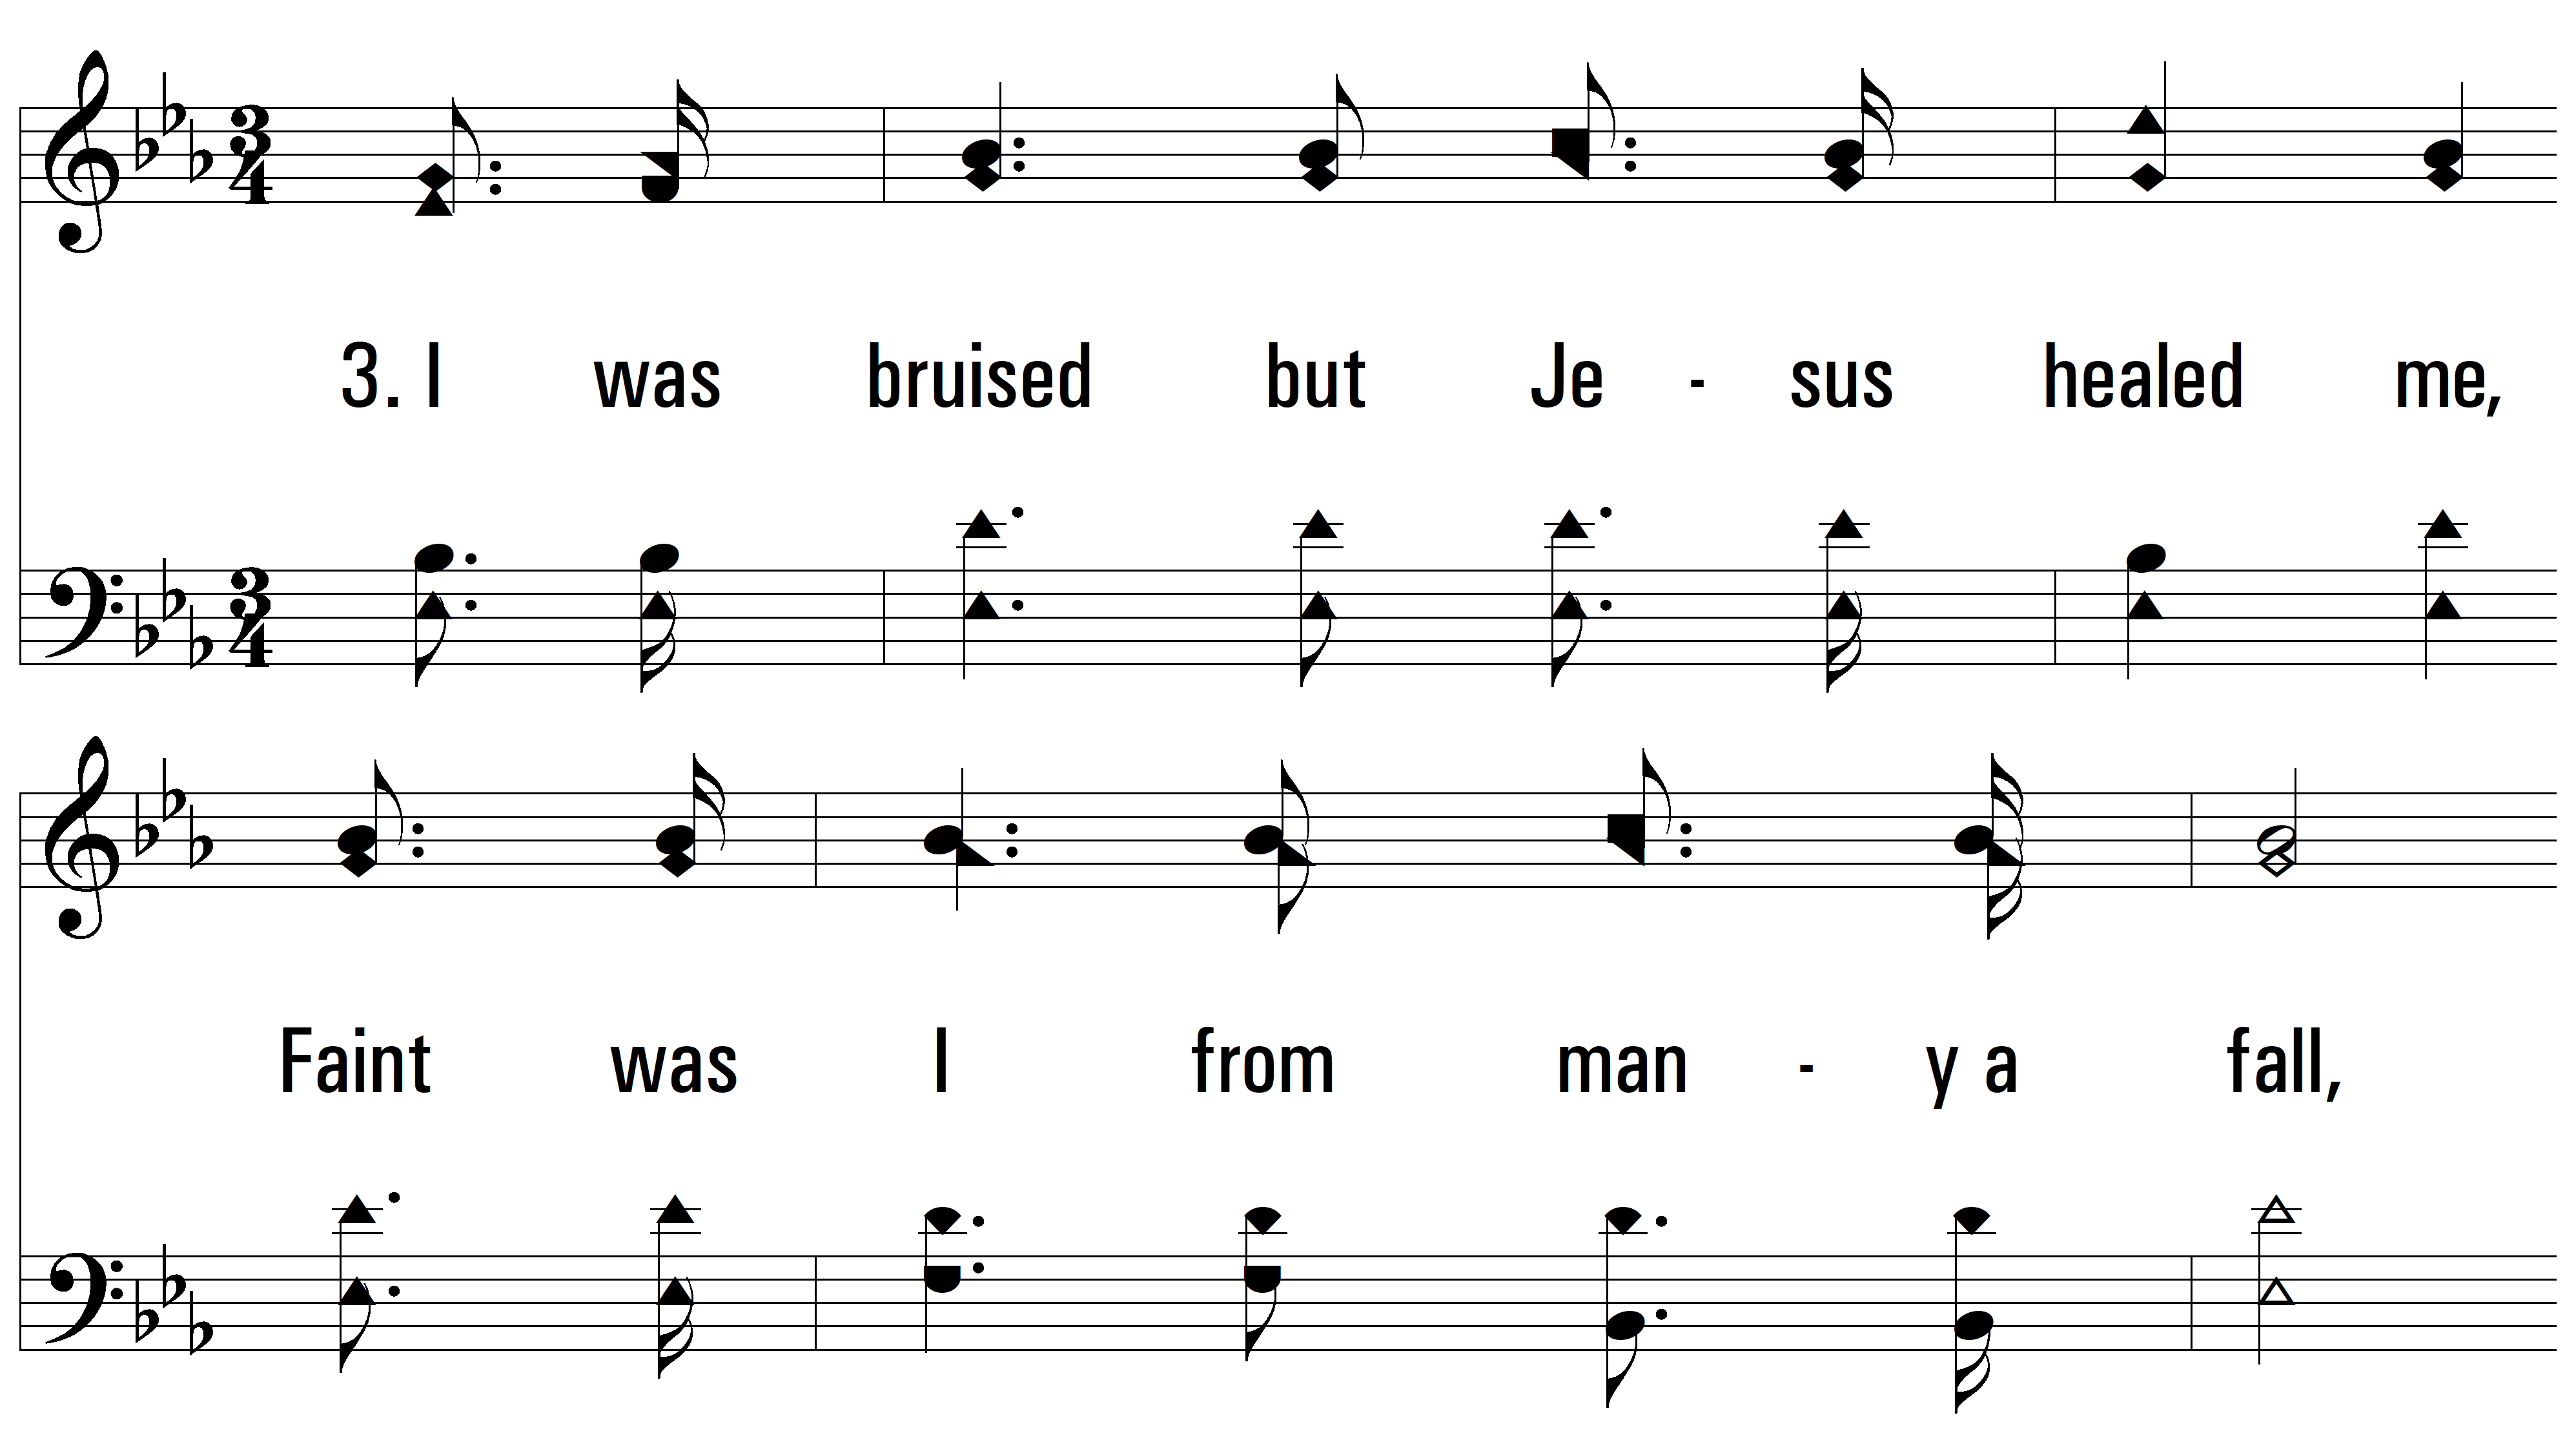 3. I was bruised but Je - sus healed me,
Faint was I from man - y a fall,